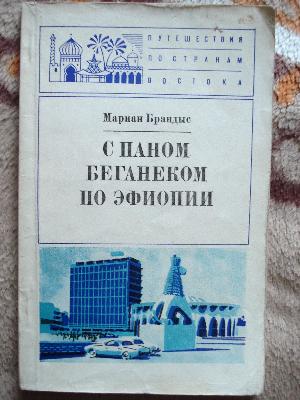 ПУТЕШЕСТВИЯ
ПО СТРАНАМ
ВОСТОКА
Мариан Брандыс
С ПАНОМ
БЕГАНЕКОМ
ПО ЭФИОПИИ